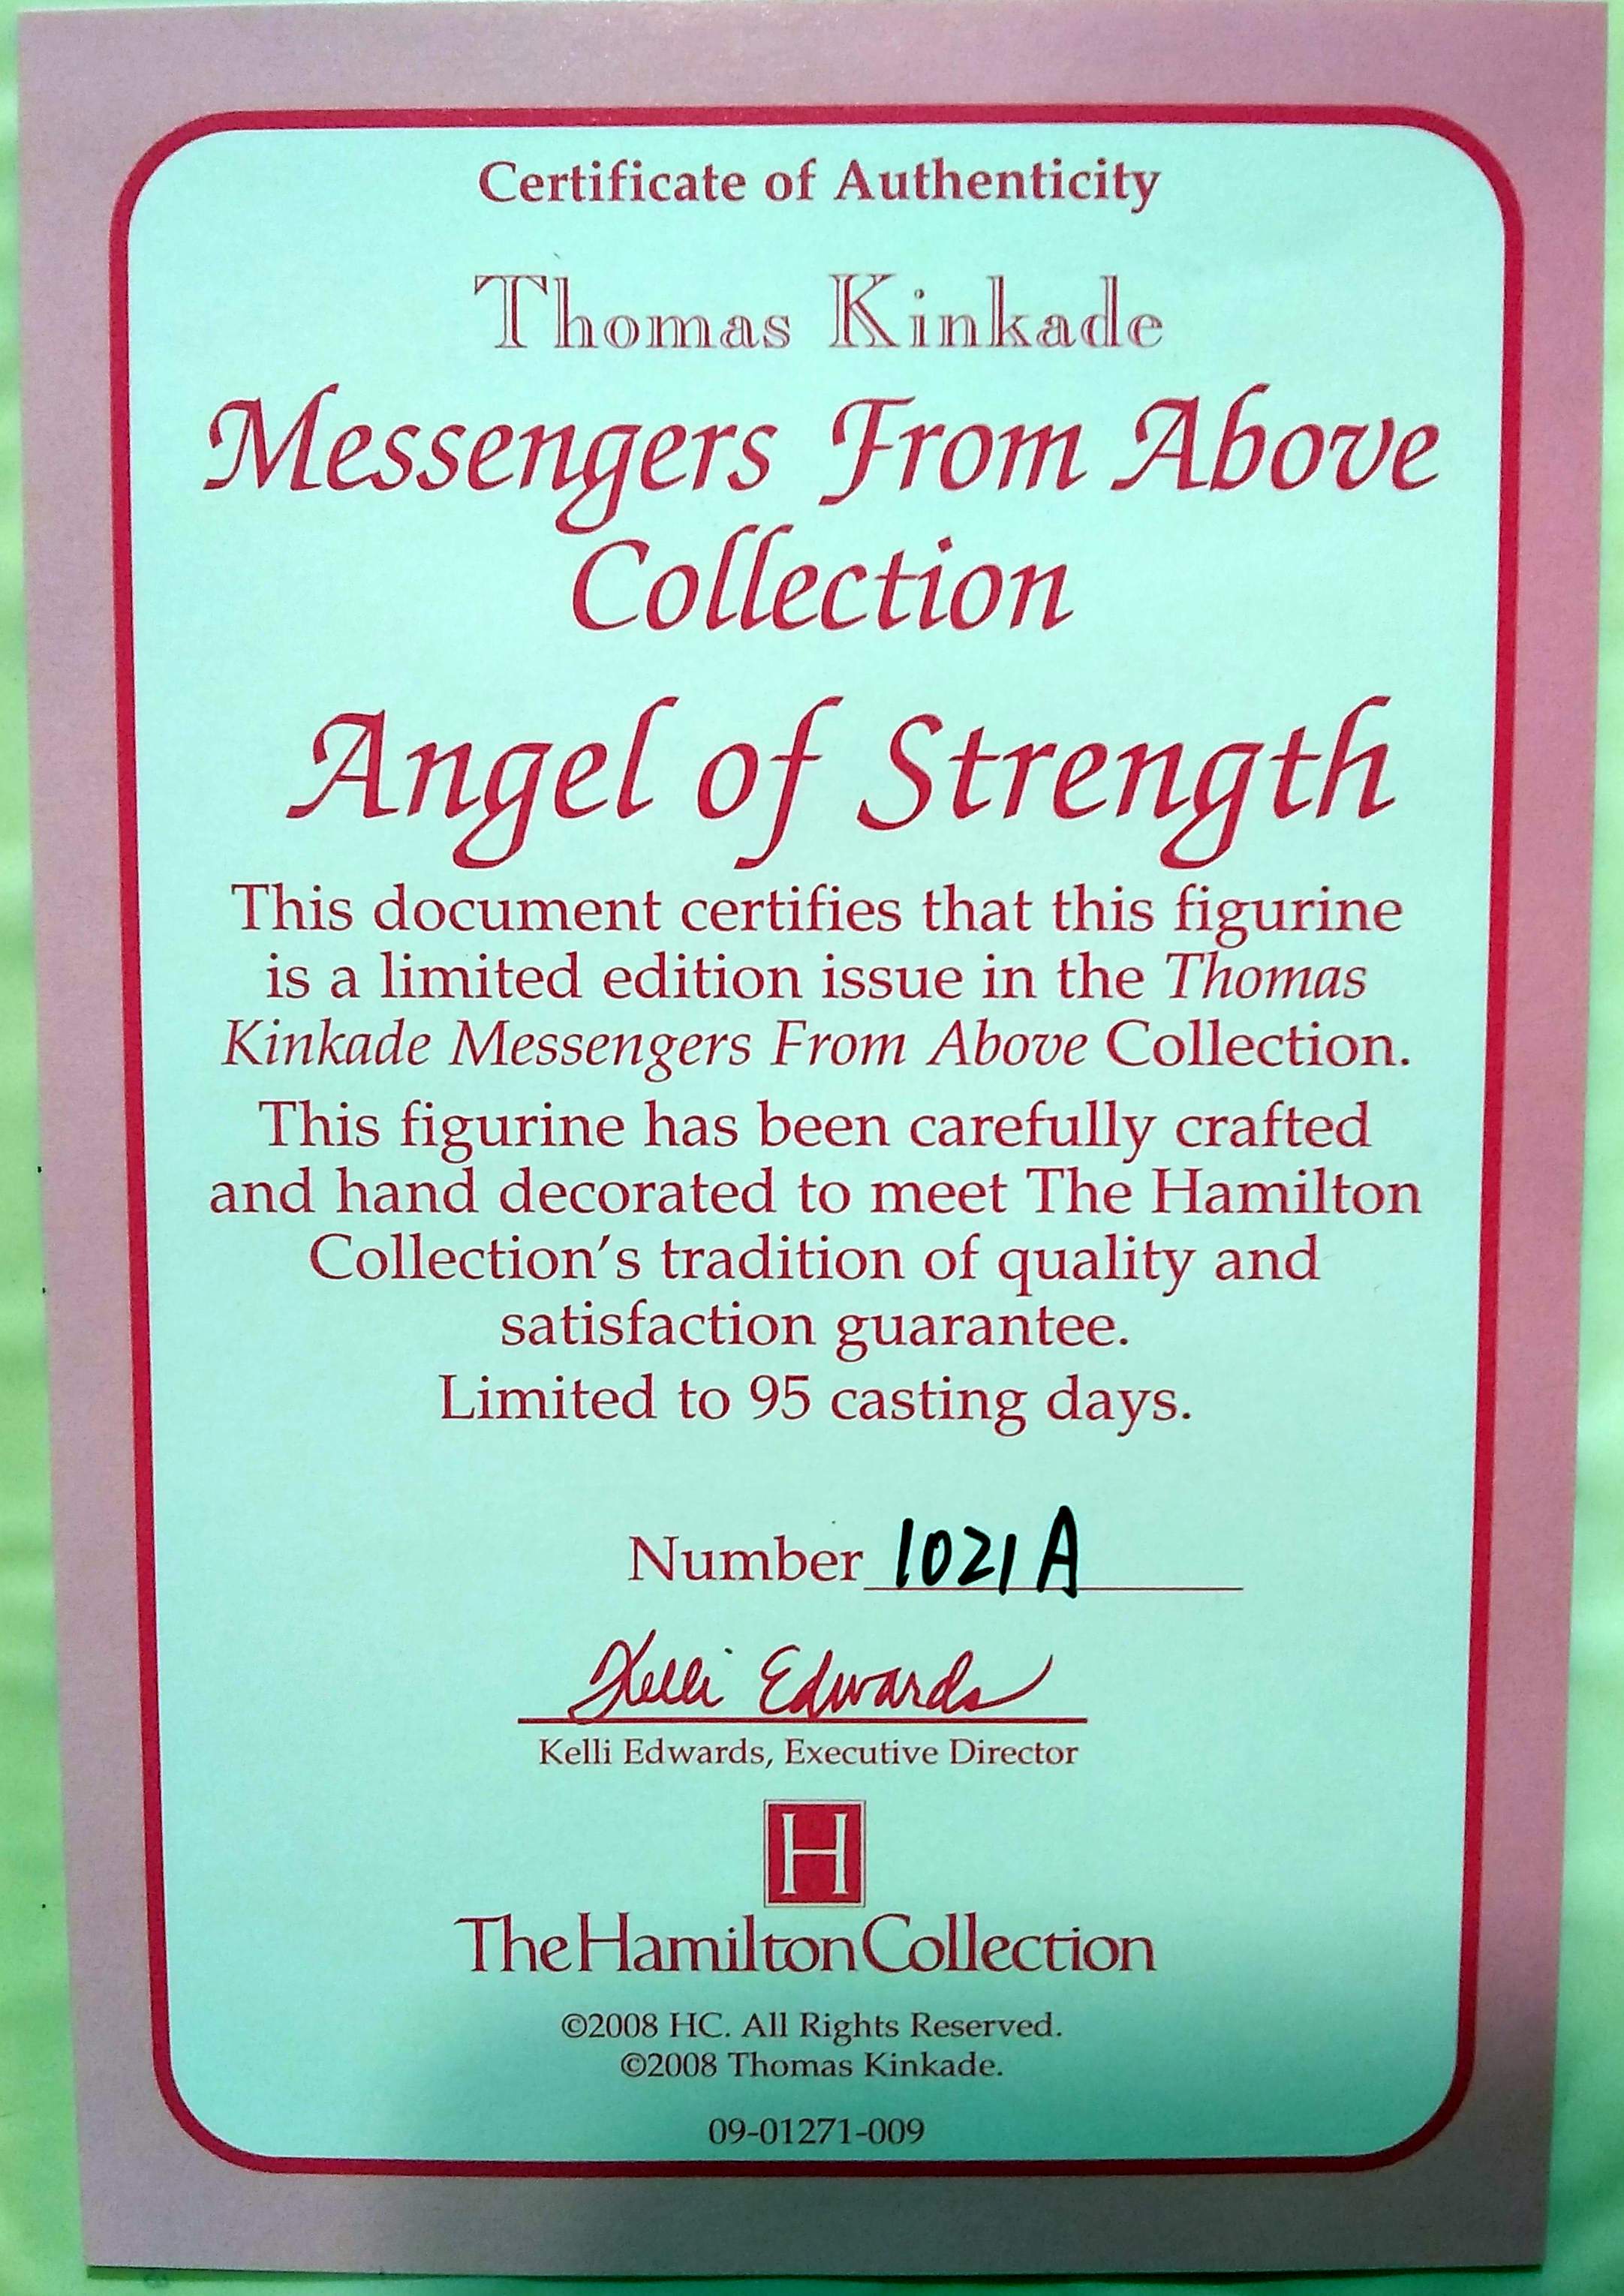 Certificate of Authenticity
Thomas Kinkade
Messengers From Above
Collection
Angel of Strength
This document certifies that this figurine
is a limited edition issue in the Thomas
Kinkade Messengers From Above Collection.
This figurine has been carefully crafted
and hand decorated to meet The Hamilton
Collection's tradition of quality and
satisfaction guarantee.
Limited to 95 casting days.
Number 1021A
Kelli Edwards
Kelli Edwards, Executive Director
H
The Hamilton Collection
©2008 HC. All Rights Reserved.
©2008 Thomas Kinkade.
09-01271-009